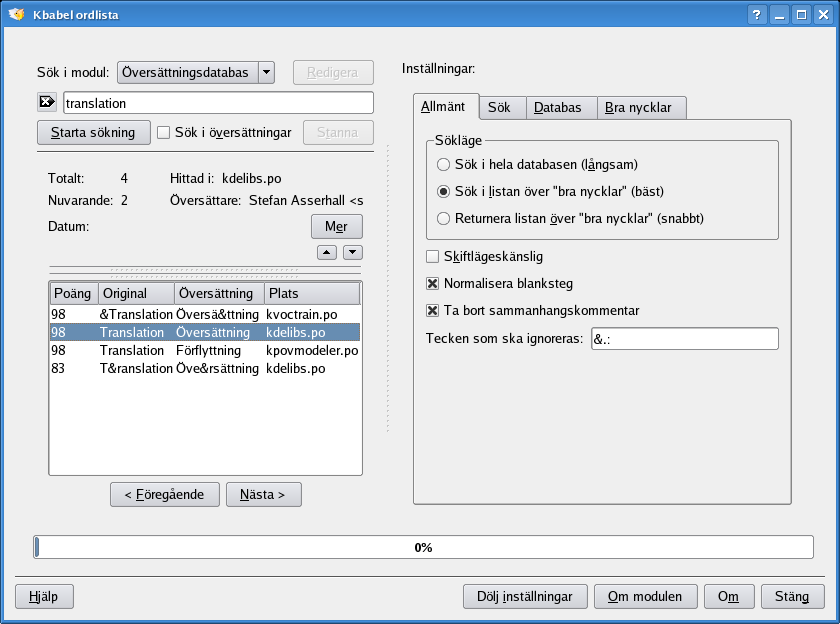 Kbabel ordlista
Sök i modul: Översättningsdatabas Redigera
translation
Starta sökning Sök i översättningar Stanna
Totalt: 4 Hittad i: kdelibs.po
Nuvarande: 2 Översättare: Stefan Asserhall <s
Datum: Mer
Poäng Original Översättning Plats
98 &Translation Översä&ttning kvoctrain.po
98 Translation Översättning kdelibs.po
98 Translation Förflyttning kpovmodeler.po
83 T&ranslation Öve&rsättning kdelibs.po
< Föregående Nästa >
Inställningar:
Allmänt Sök Databas Bra nycklar
Sökläge
Sök i hela databasen (långsam)
Sök i listan över "bra nycklar" (bäst)
Returnera listan över "bra nycklar" (snabbt)
Skiftlägeskänslig
Normalisera blanksteg
Ta bort sammanhangskommentar
Tecken som ska ignoreras: &.:
0%
Hjälp Dölj inställningar Om modulen Om Stäng